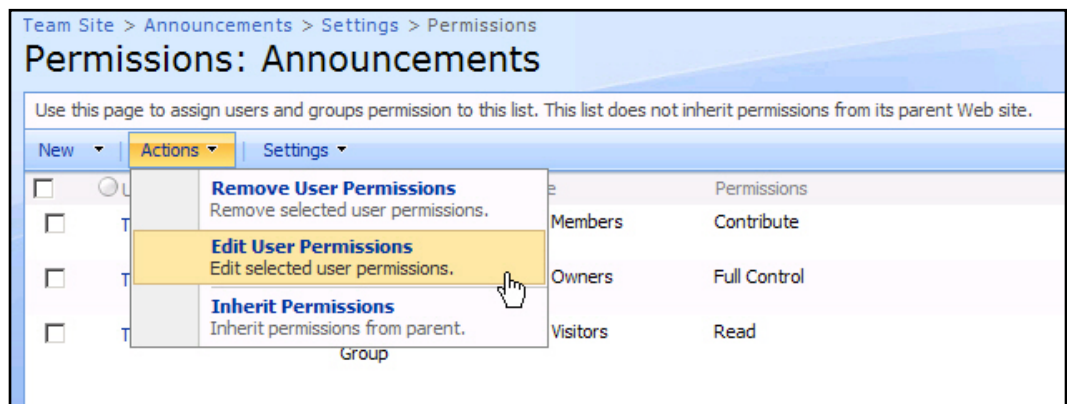 Team Site > Announcements > Settings > Permissions
Permissions: Announcements
Use this page to assign users and groups permission to this list. This list does not inherit permissions from its parent Web site.
New Actions Settings
Permissions
Remove User Permissions
Remove selected user permissions.
Members Contribute
Edit User Permissions
Edit selected user permissions.
Owners Full Control
Inherit Permissions
Inherit permissions from parent.
Visitors Read
Group